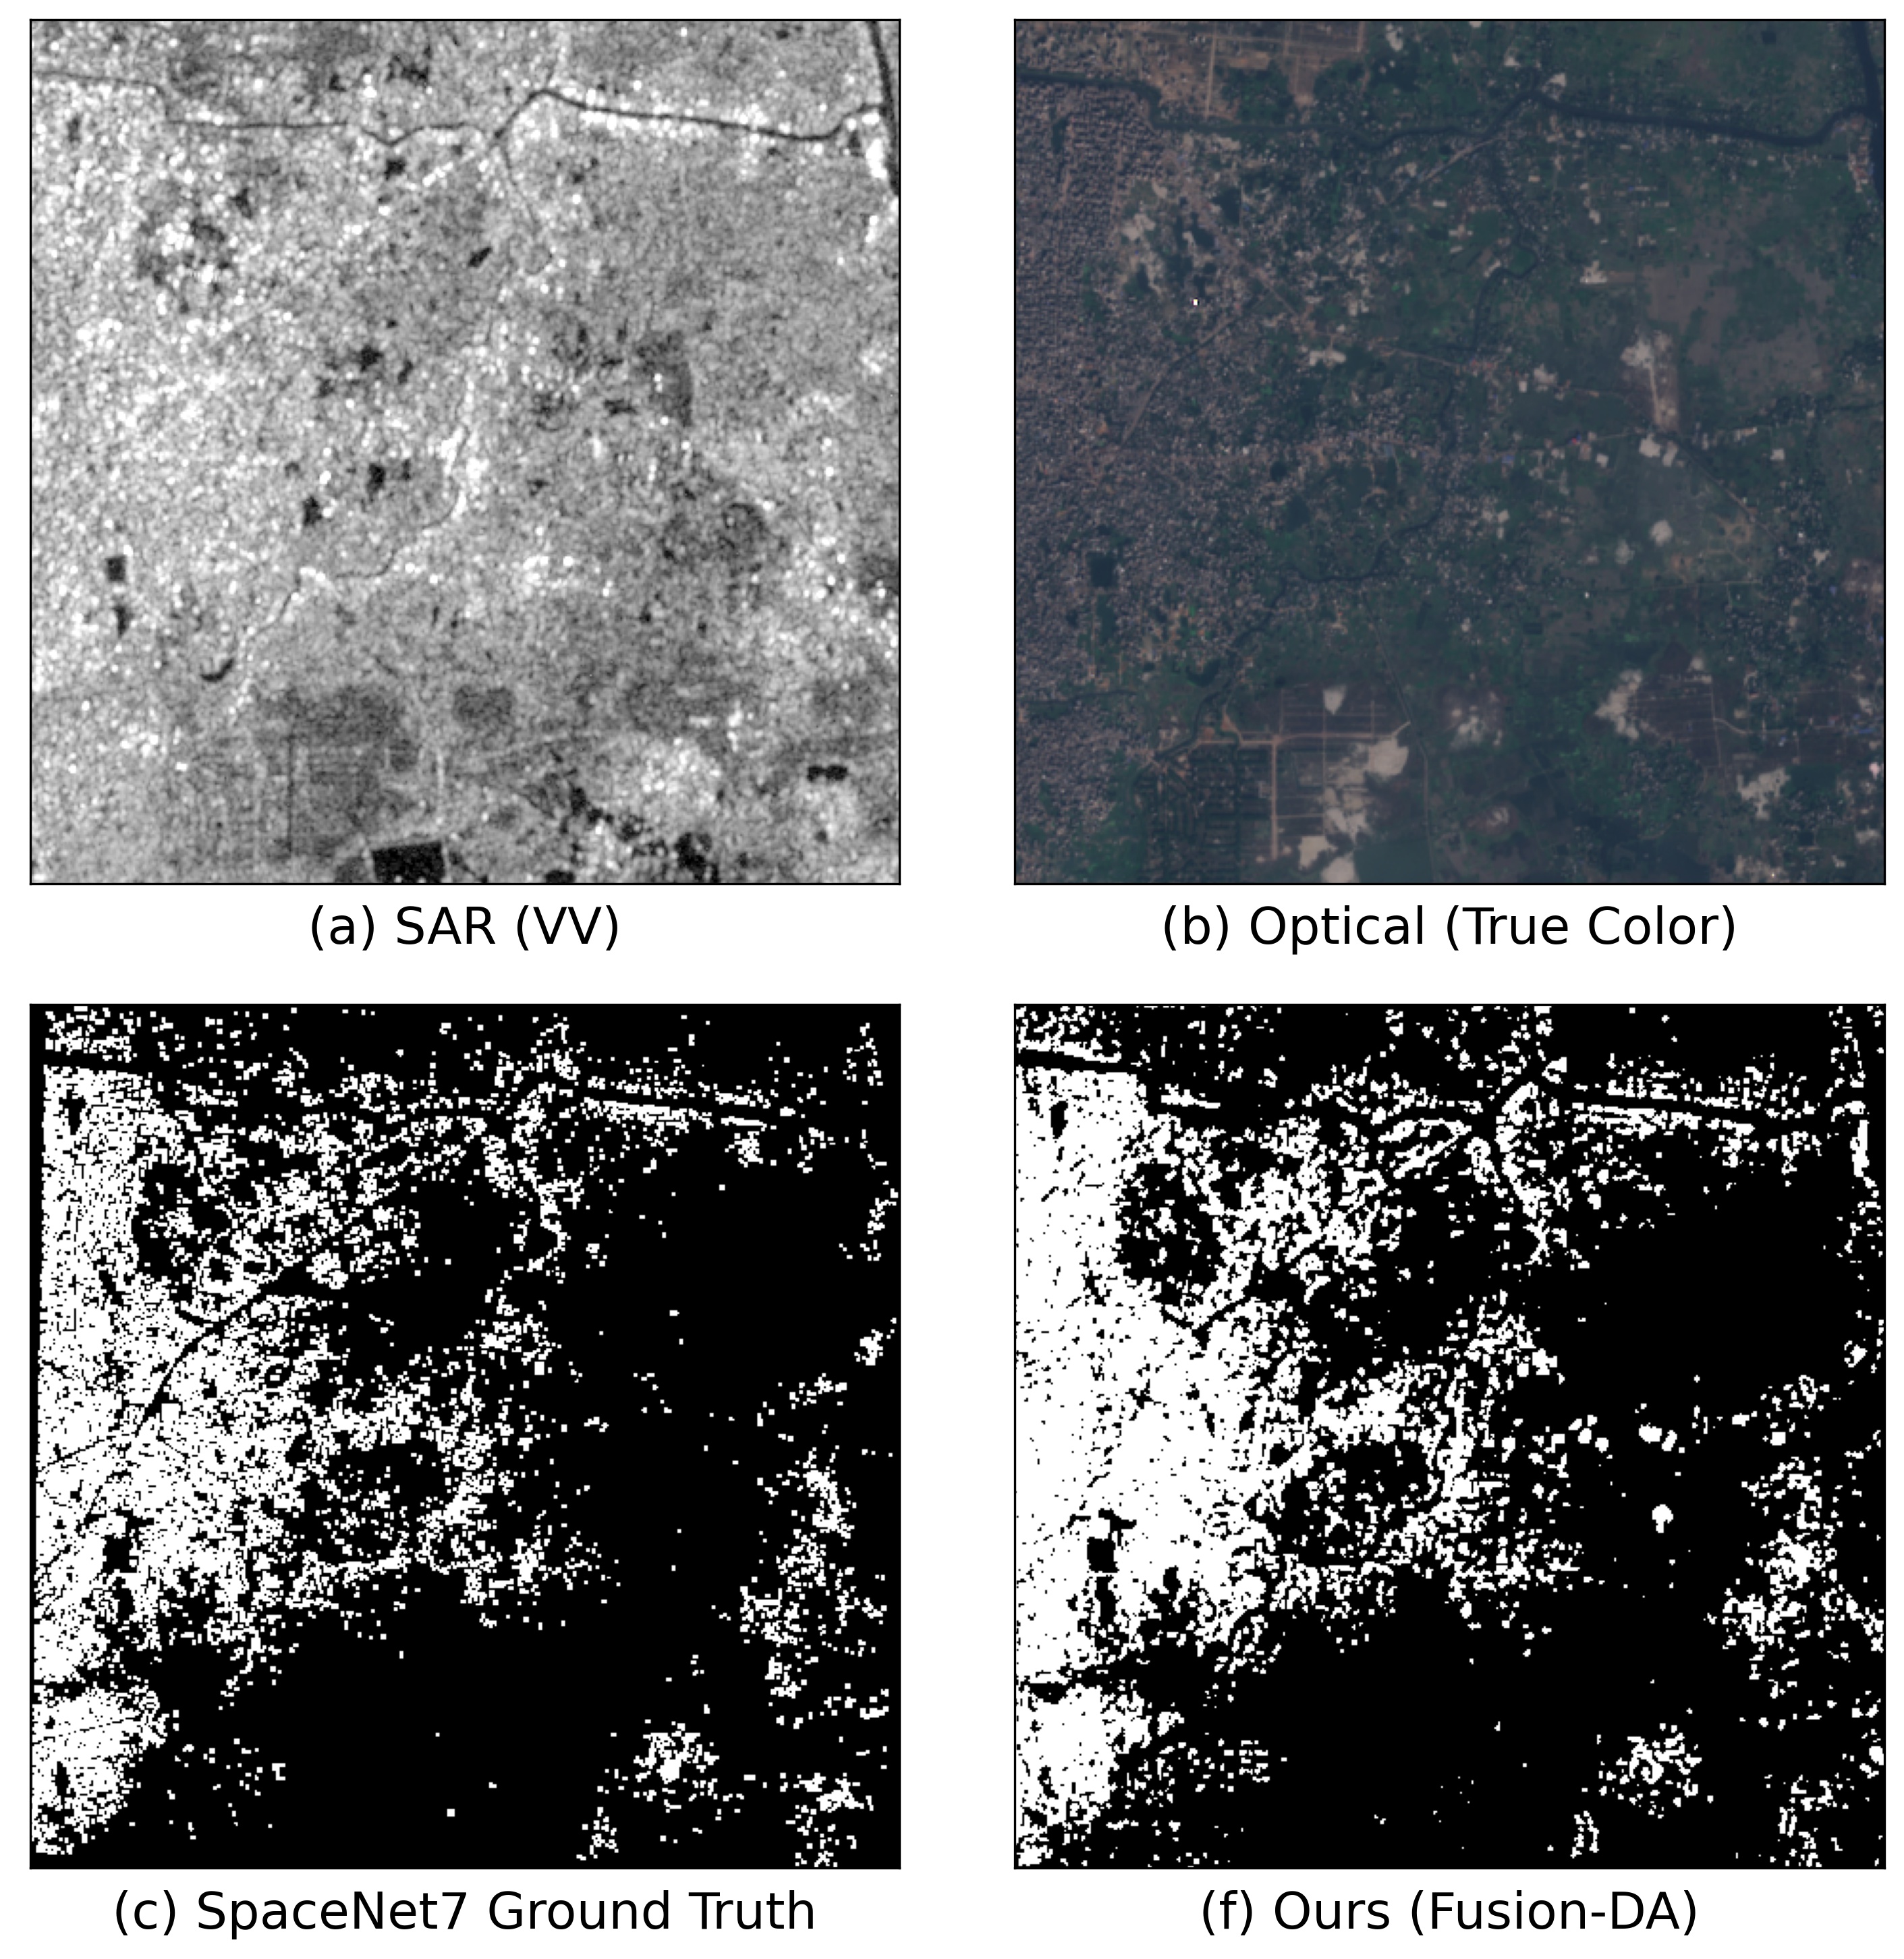 (a) SAR (VV)
(b) Optical (True Color)
(c) SpaceNet7 Ground Truth
(f) Ours (Fusion-DA)